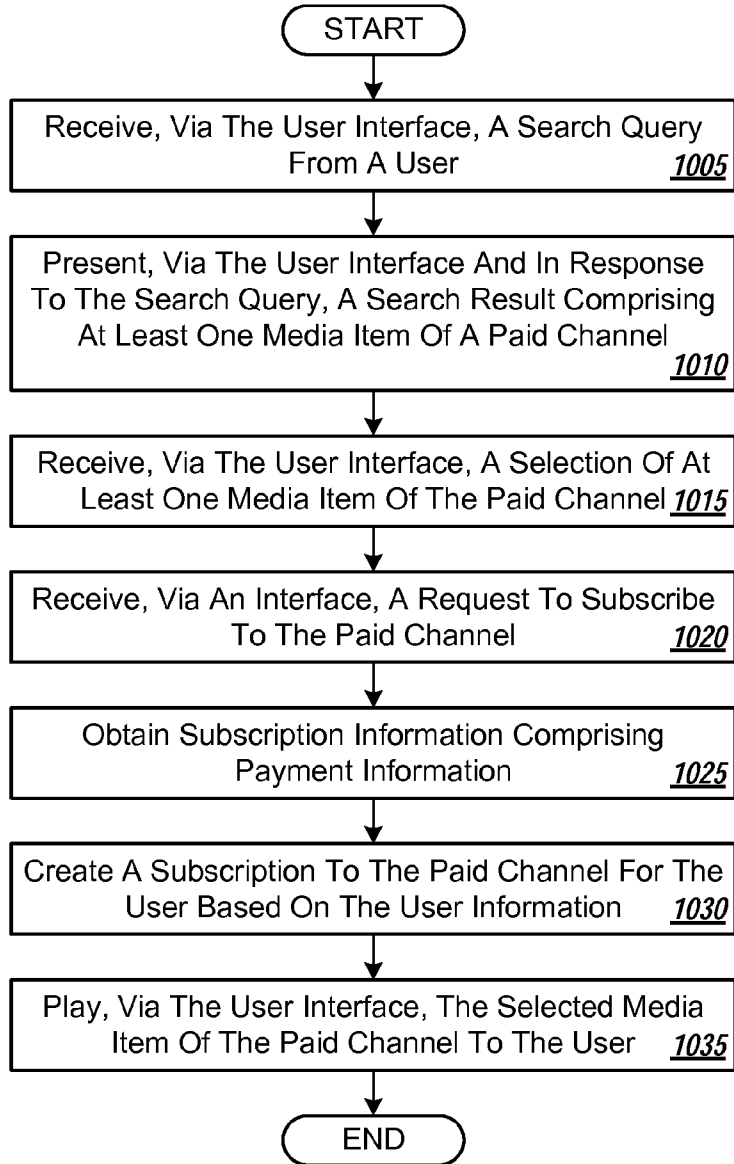 START
Receive, Via The User Interface, A Search Query
From A User 1005
Present, Via The User Interface And In Response
To The Search Query, A Search Result Comprising
At Least One Media Item Of A Paid Channel
1010
Receive, Via The User Interface, A Selection Of At
Least One Media Item Of The Paid Channel 1015
Receive, Via An Interface, A Request To Subscribe
To The Paid Channel 1020
Obtain Subscription Information Comprising
Payment Information 1025
Create A Subscription To The Paid Channel For The
User Based On The User Information 1030
Play, Via The User Interface, The Selected Media
Item Of The Paid Channel To The User 1035
END